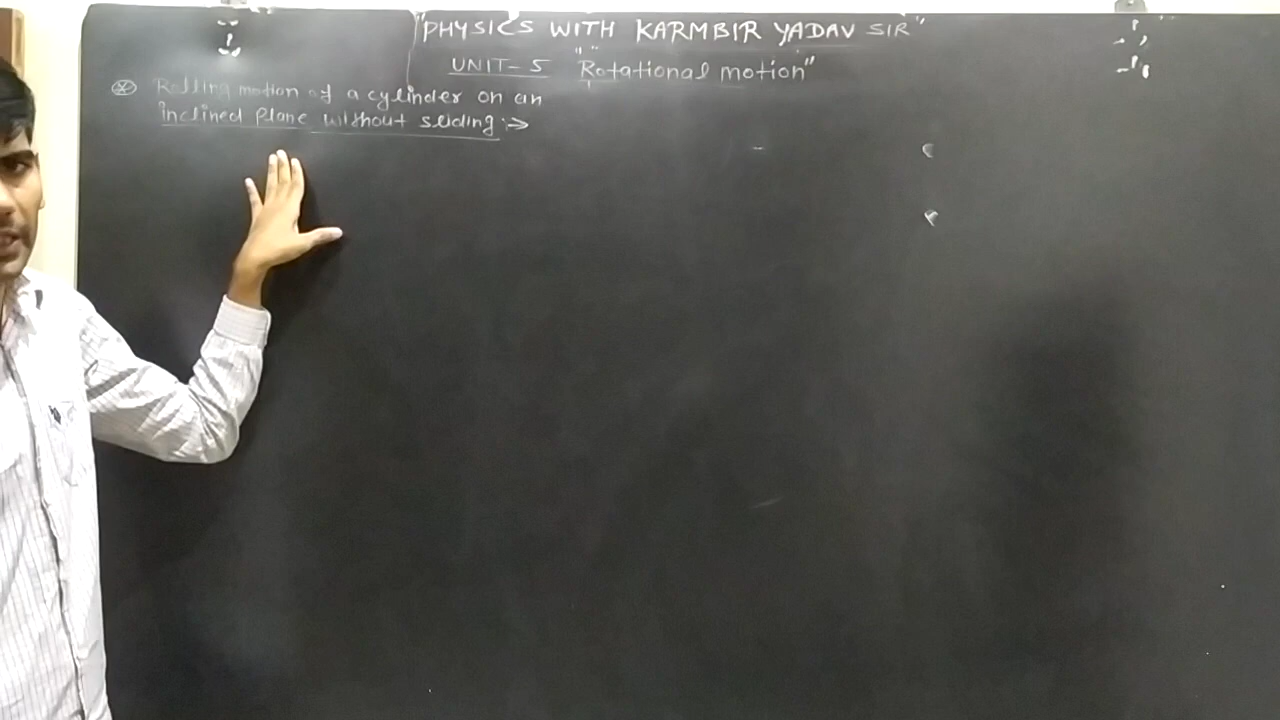 "PHYSICS WITH KARMBIR YADAV SIR"
UNIT-5 "Rotational motion"
Rolling motion of a cylinder on an
inclined plane without sliding :→